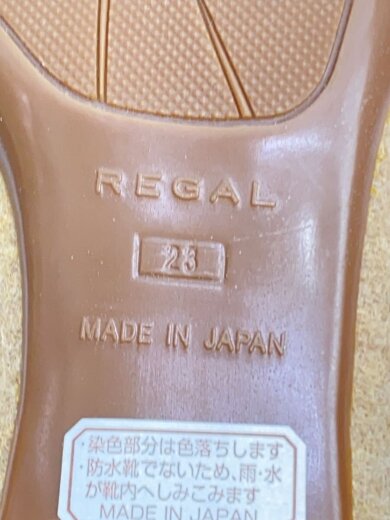 REGAL
23
MADE IN JAPAN
・染色部分は色落ちします
・防水靴でないため、雨・水
が靴内へしみこみます
MADE IN JAPAN